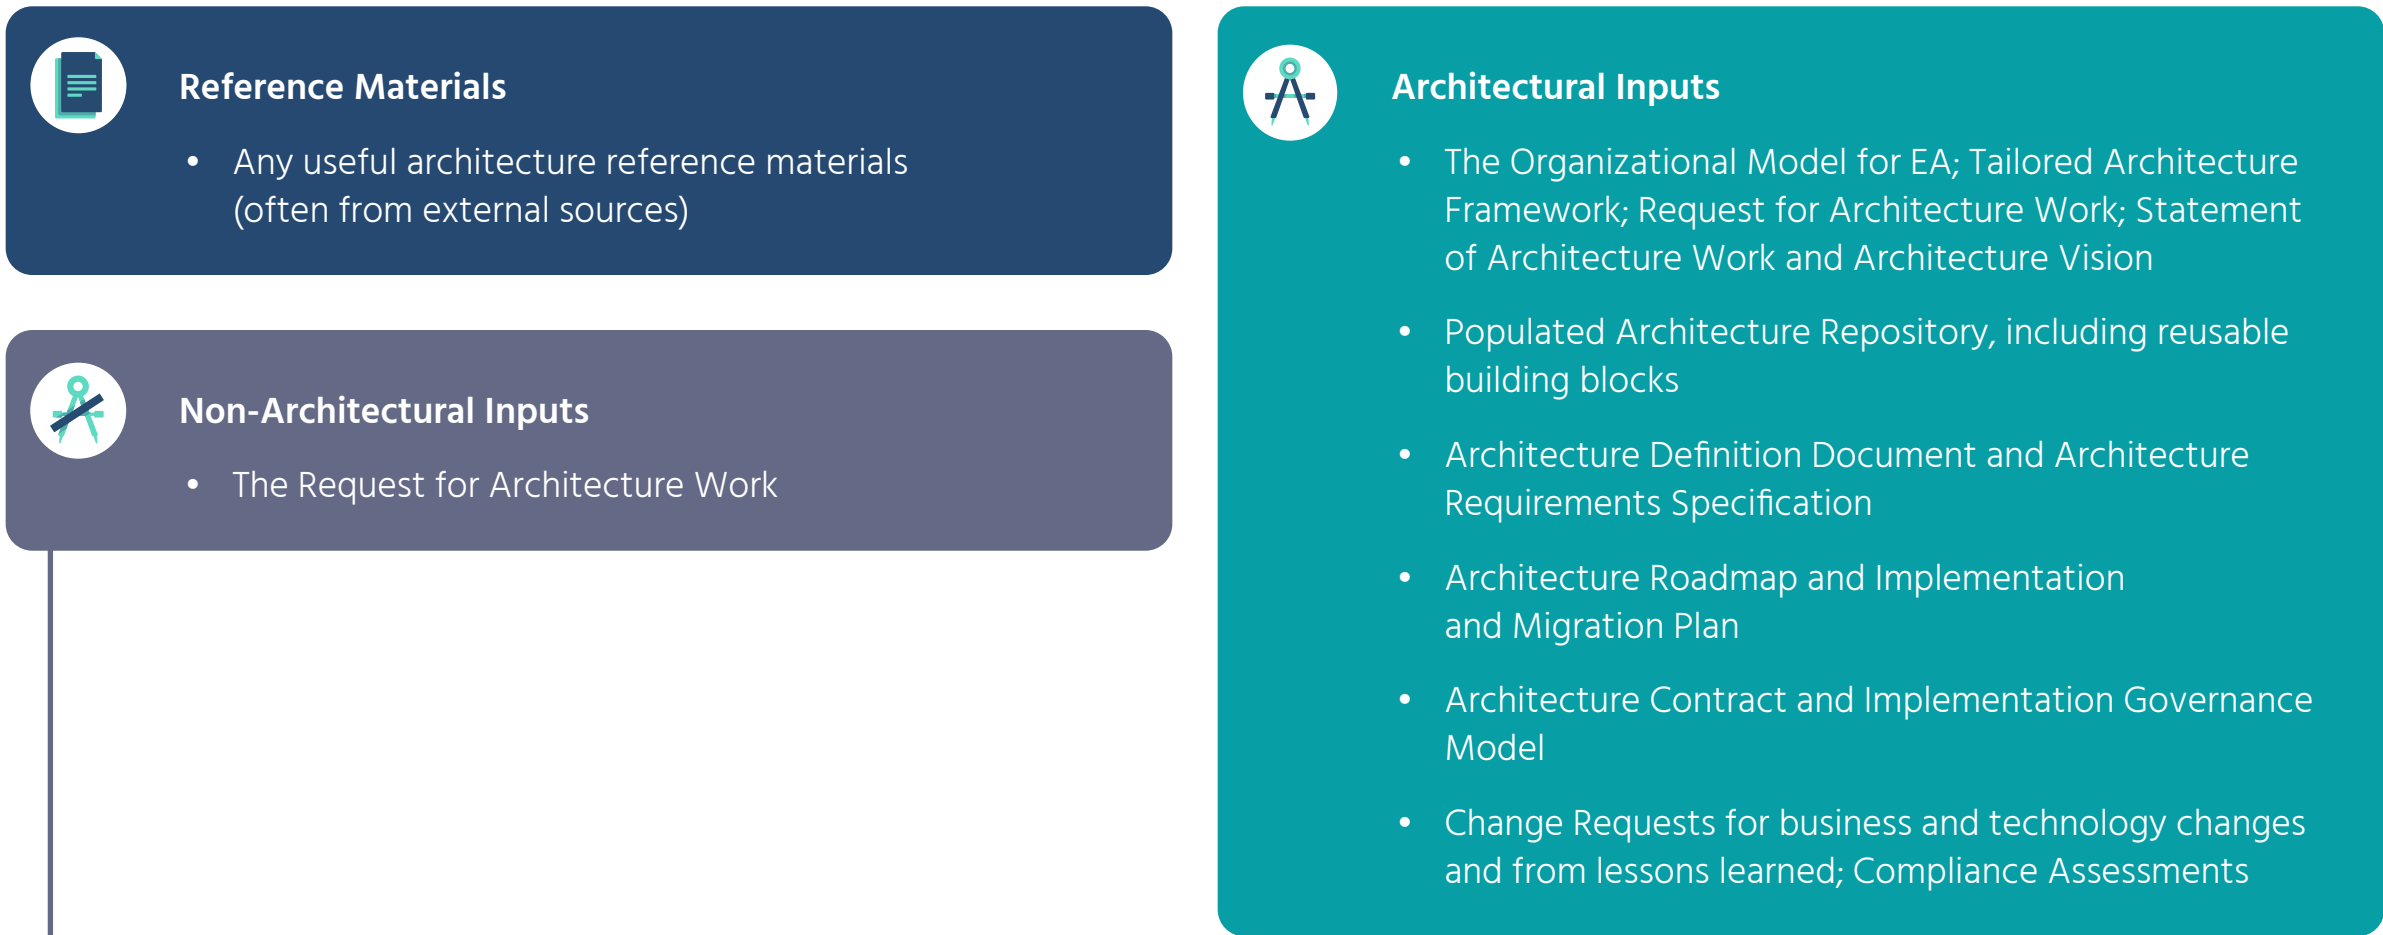 Reference Materials
• Any useful architecture reference materials
(often from external sources)
Non-Architectural Inputs
• The Request for Architecture Work
Architectural Inputs
• The Organizational Model for EA; Tailored Architecture
Framework; Request for Architecture Work; Statement
of Architecture Work and Architecture Vision
• Populated Architecture Repository, including reusable
building blocks
• Architecture Definition Document and Architecture
Requirements Specification
• Architecture Roadmap and Implementation
and Migration Plan
• Architecture Contract and Implementation Governance
Model
• Change Requests for business and technology changes
and from lessons learned; Compliance Assessments